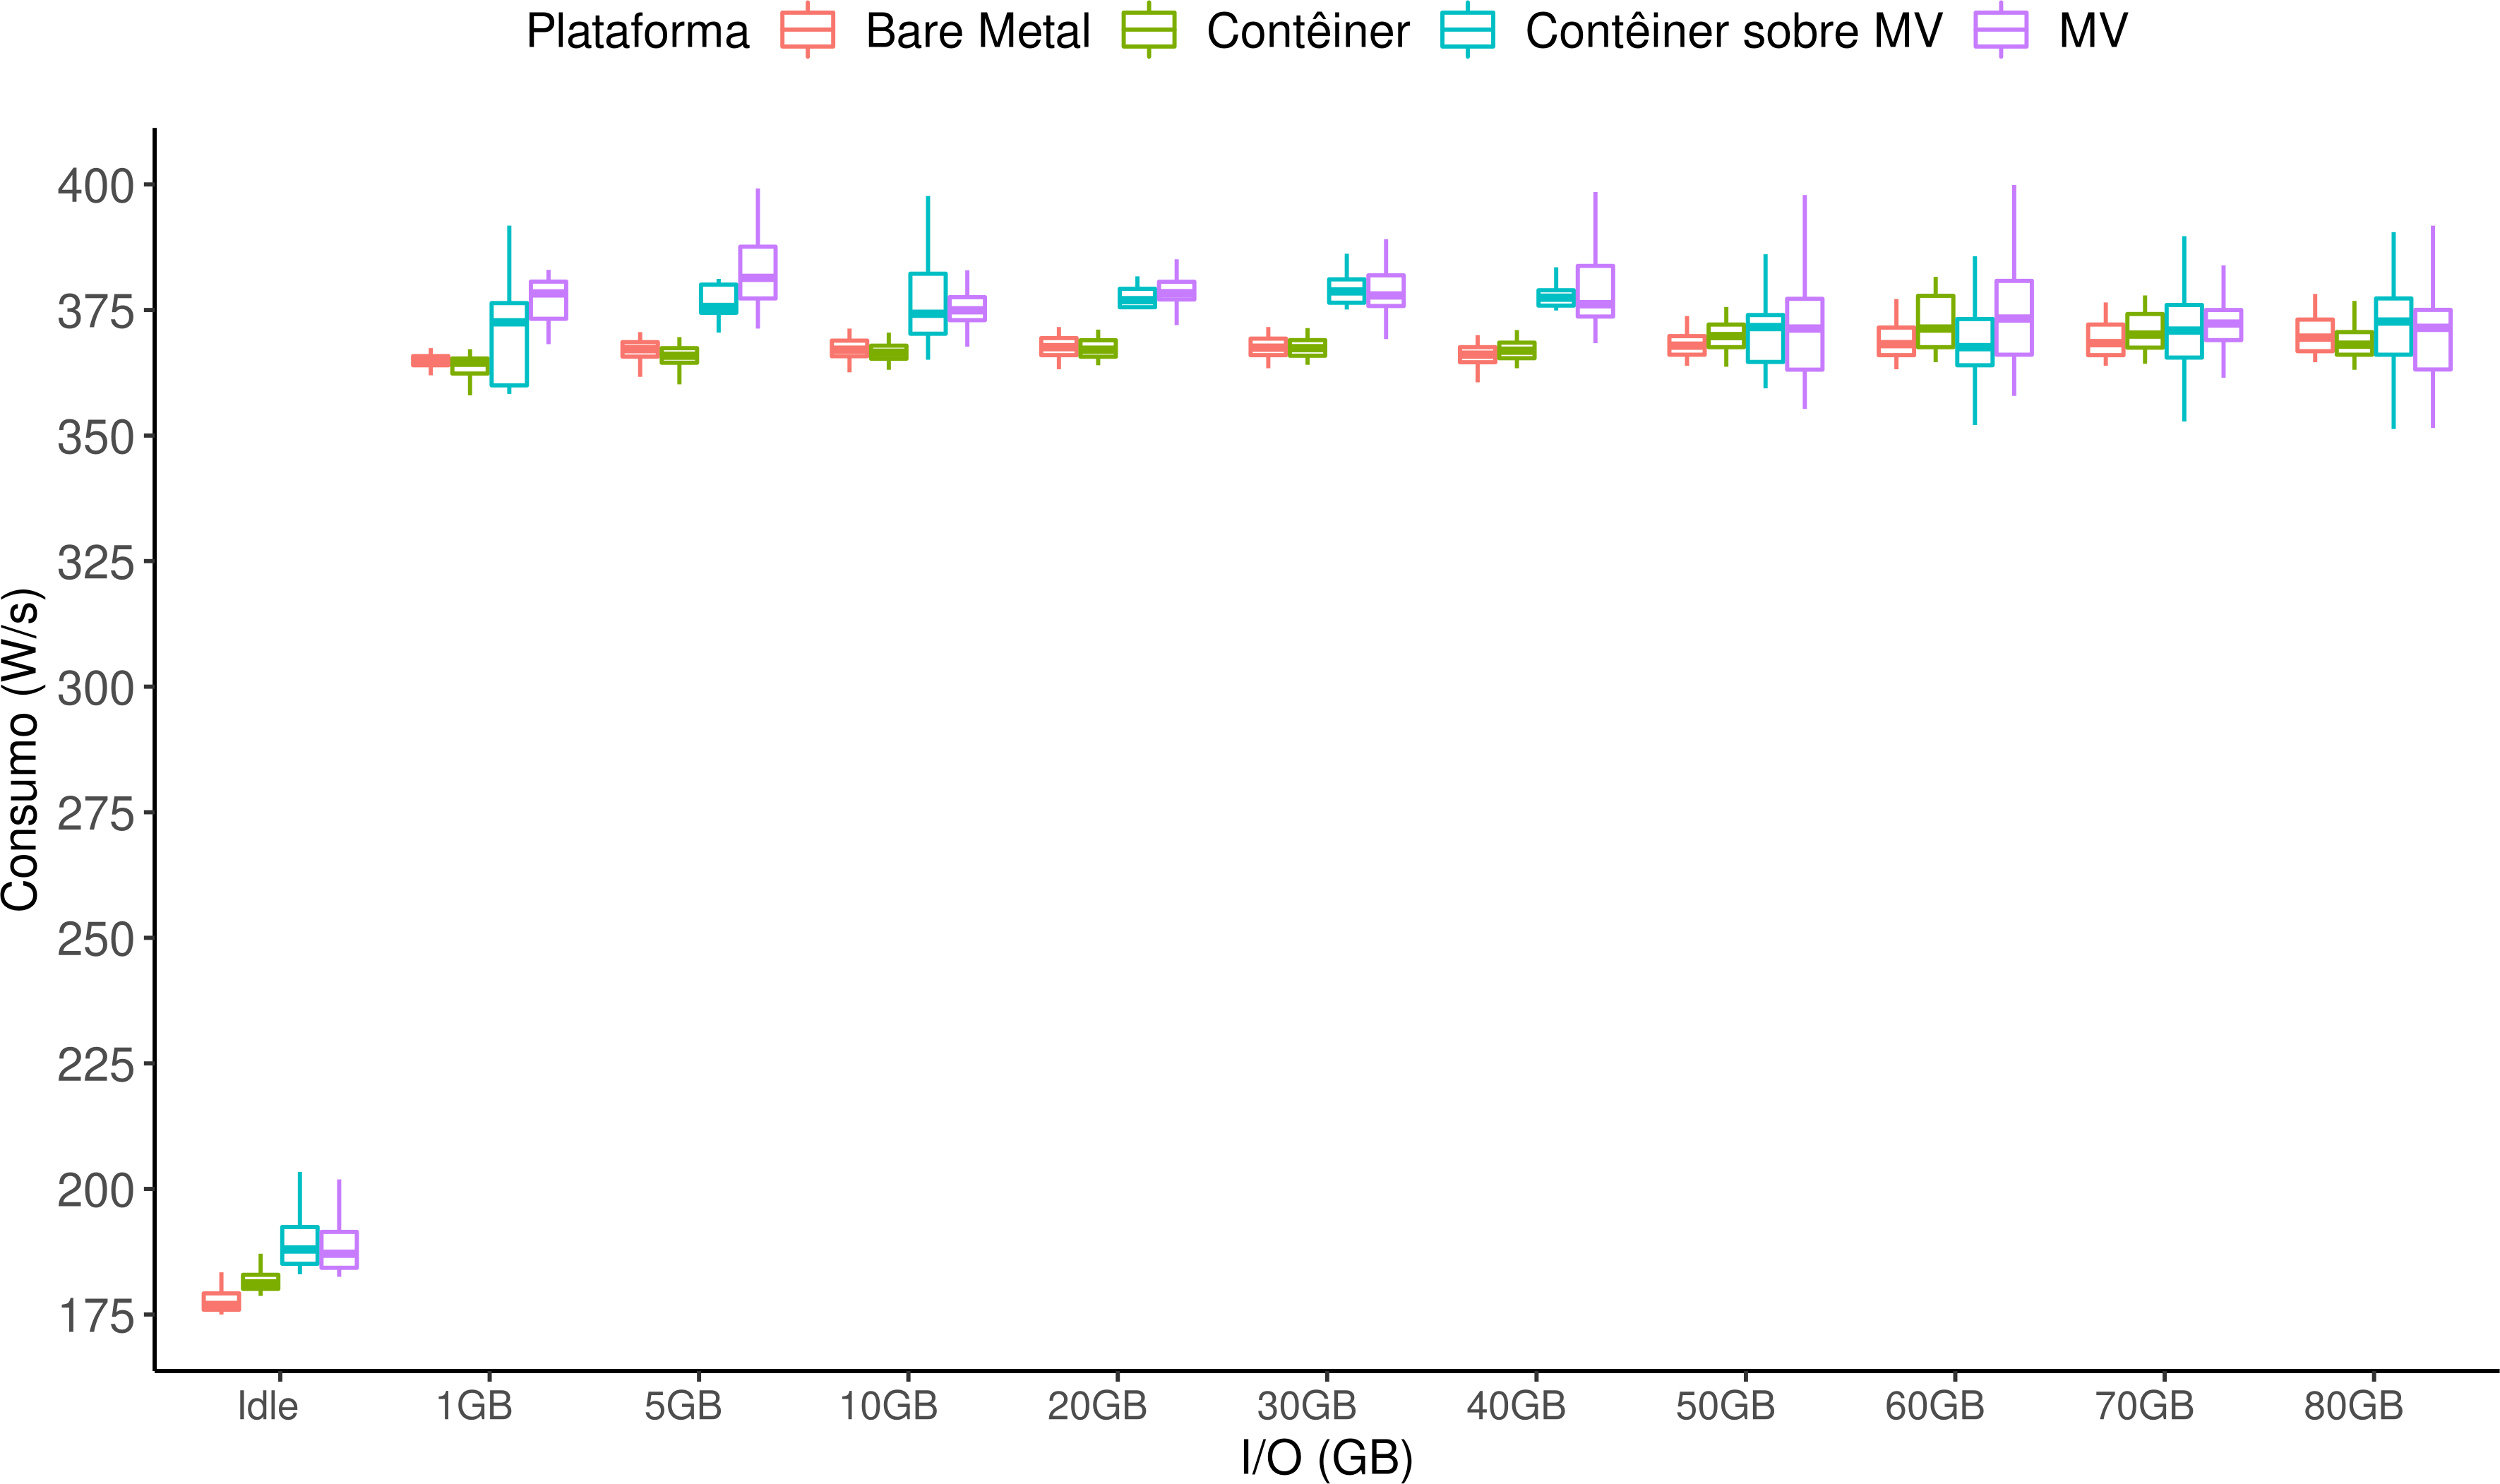 Plataforma Bare Metal Contêiner Contêiner sobre MV MV
400
375
350
325
300
275
250
225
200
175
Consumo (W/s)
Idle 1GB 5GB 10GB 20GB 30GB 40GB 50GB 60GB 70GB 80GB
I/O (GB)